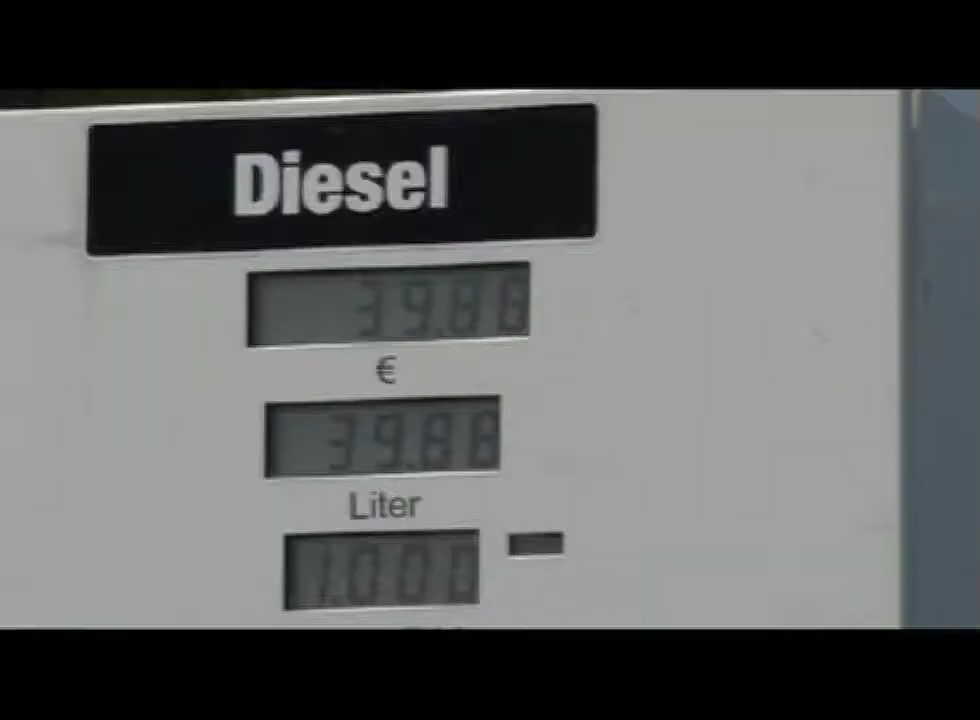 Diesel
39.88
€
39.88
Liter
1.000